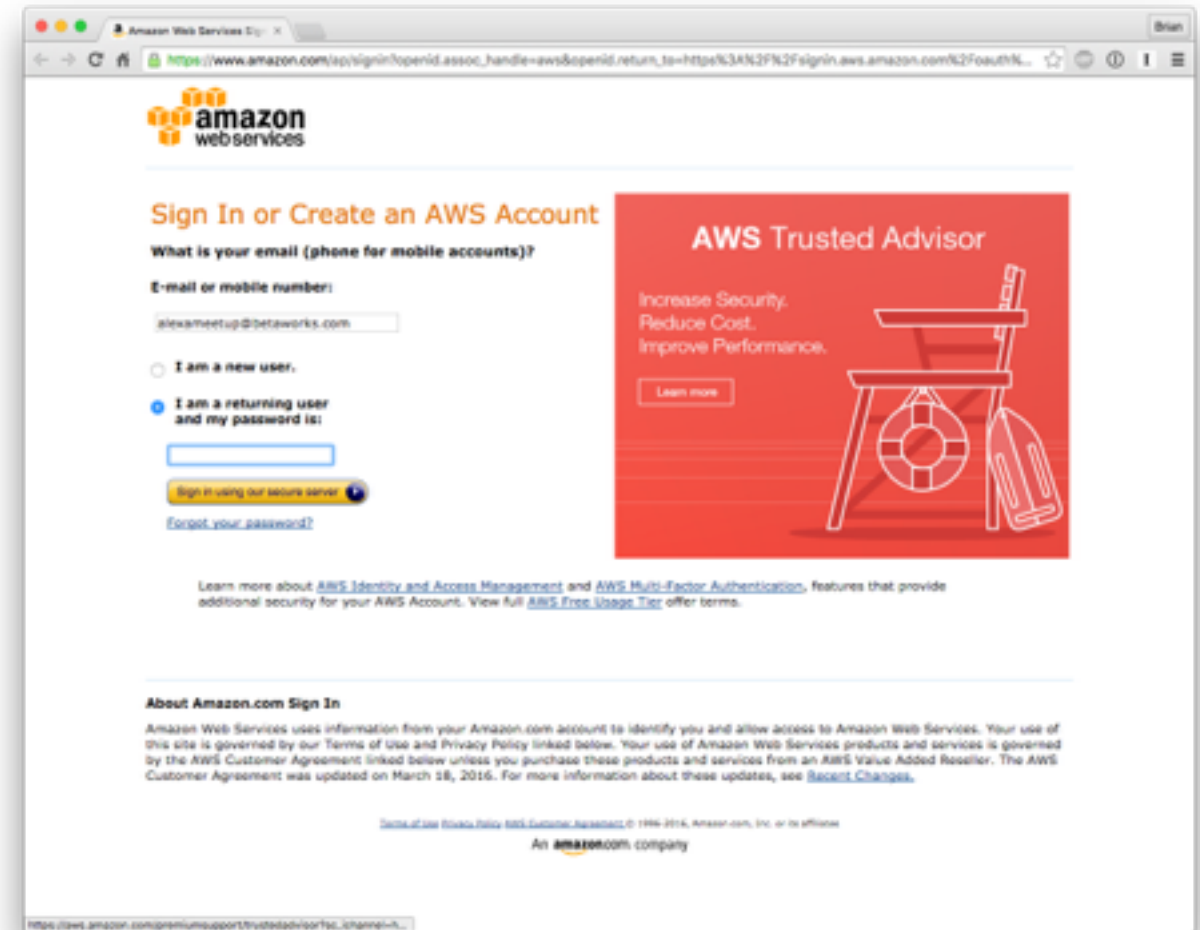 Amazon Web Services Sig
Brian
https://www.amazon.com/ap/signin?openid.assoc_handle=aws&openid.return_to=https%3A%2F%2Fsignin.aws.amazon.com%2Foauth%...
amazon
webservices
Sign In or Create an AWS Account
What is your email (phone for mobile accounts)?
E-mail or mobile number:
alexameetup@betaworks.com
I am a new user.
I am a returning user
and my password is:
Sign in using our secure server
Forgot your password?
AWS Trusted Advisor
Increase Security.
Reduce Cost.
Improve Performance.
Learn more
Learn more about AWS Identity and Access Management and AWS Multi-Factor Authentication, features that provide
additional security for your AWS Account. View full AWS Free Usage Tier offer terms.
About Amazon.com Sign In
Amazon Web Services uses information from your Amazon.com account to identify you and allow access to Amazon Web Services. Your use of
this site is governed by our Terms of Use and Privacy Policy linked below. Your use of Amazon Web Services products and services is governed
by the AWS Customer Agreement linked below unless you purchase these products and services from an AWS Value Added Reseller. The AWS
Customer Agreement was updated on March 18, 2016. For more information about these updates, see Recent Changes.
Terms of Use Privacy Policy AWS Customer Agreement © 1996-2016, Amazon.com, Inc. or its affiliates
An amazon.com company
https://aws.amazon.com/premiumsupport/trustedadvisor?sc_ichannel=h...